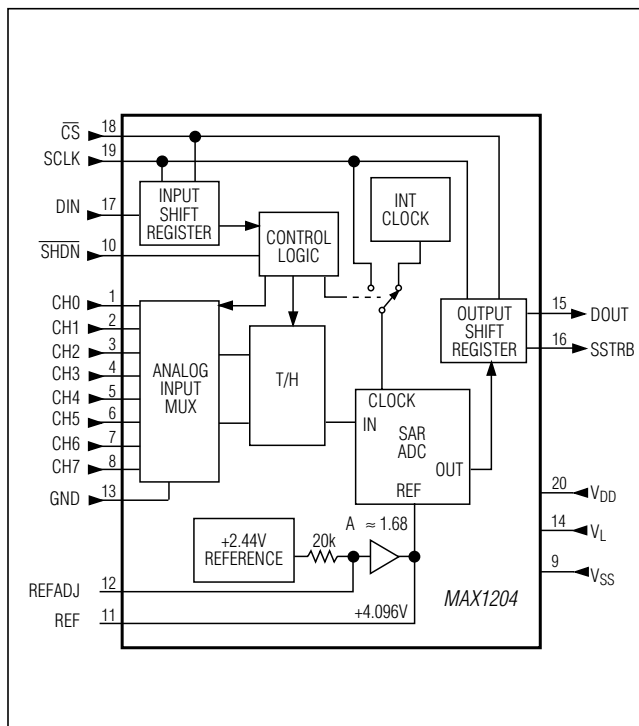 CS 18
SCLK 19
DIN 17
INPUT
SHIFT
REGISTER
SHDN 10
CONTROL
LOGIC
INT
CLOCK
CH0 1
CH1 2
CH2 3
CH3 4
CH4 5
CH5 6
CH6 7
CH7 8
GND 13
ANALOG
INPUT
MUX
T/H
CLOCK
IN
SAR
ADC
OUT
REF
OUTPUT
SHIFT
REGISTER
15 DOUT
16 SSTRB
20 VDD
14 VL
9 VSS
+2.44V
REFERENCE
20k
A ≈ 1.68
REFADJ 12
REF 11
+4.096V
MAX1204